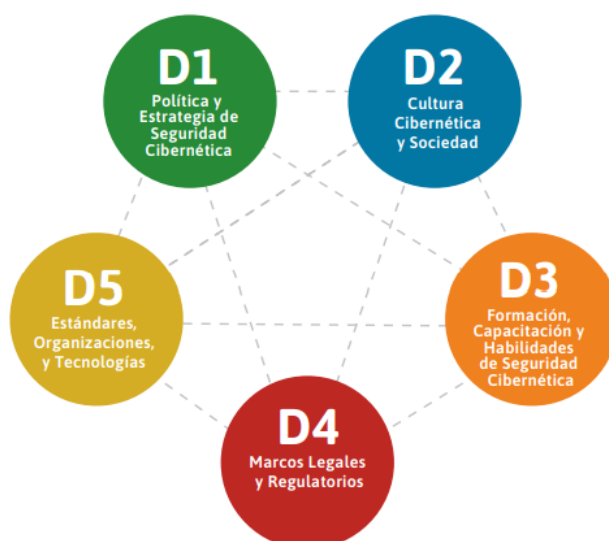 D1
Política y
Estrategia de
Seguridad
Cibernética
D2
Cultura
Cibernética
y Sociedad
D3
Formación,
Capacitación y
Habilidades
de Seguridad
Cibernética
D4
Marcos Legales
y Regulatorios
D5
Estándares,
Organizaciones,
y Tecnologías